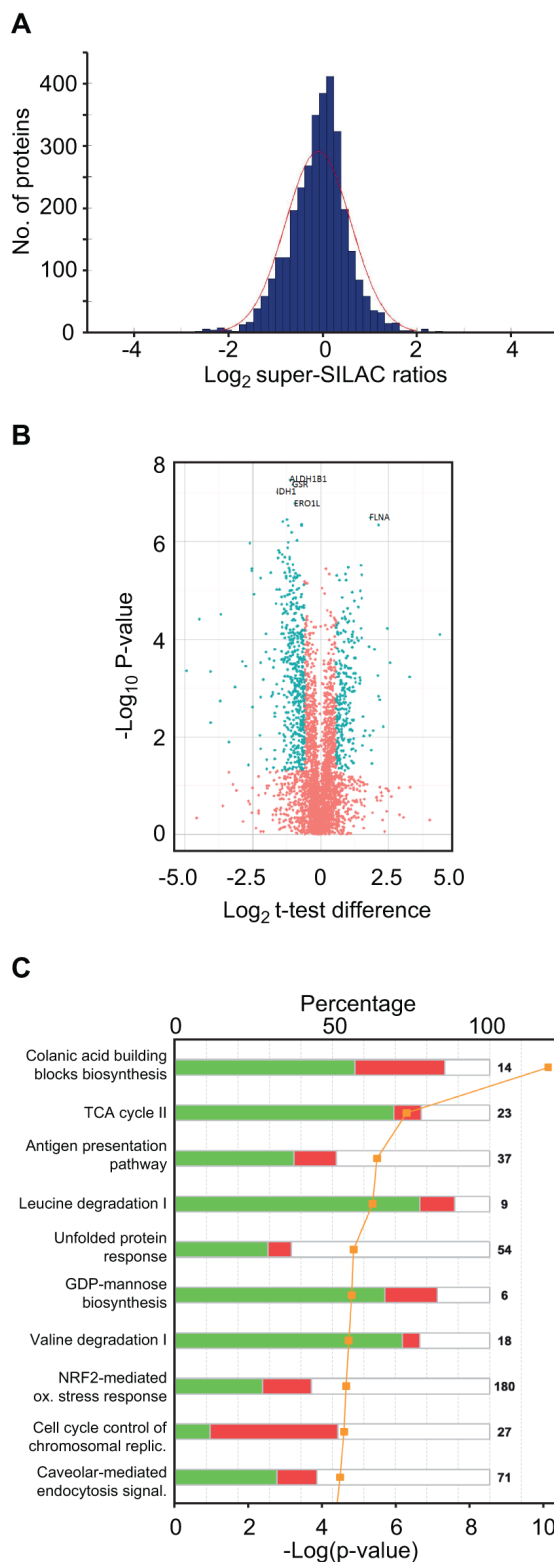 A
No. of proteins
400
300
200
100
0
-4 -2 0 2 4
Log2 super-SILAC ratios
B
-Log10 P-value
8
6
4
2
0
ALDH1B1
GSR
IDH1
ERO1L
FLNA
-5.0 -2.5 0 2.5 5.0
Log2 t-test difference
C
Percentage
0 50 100
Colanic acid building
blocks biosynthesis
14
TCA cycle II
23
Antigen presentation
pathway
37
Leucine degradation I
9
Unfolded protein
response
54
GDP-mannose
biosynthesis
6
Valine degradation I
18
NRF2-mediated
ox. stress response
180
Cell cycle control of
chromosomal replic.
27
Caveolar-mediated
endocytosis signal.
71
0 2 4 6 8 10
-Log(p-value)